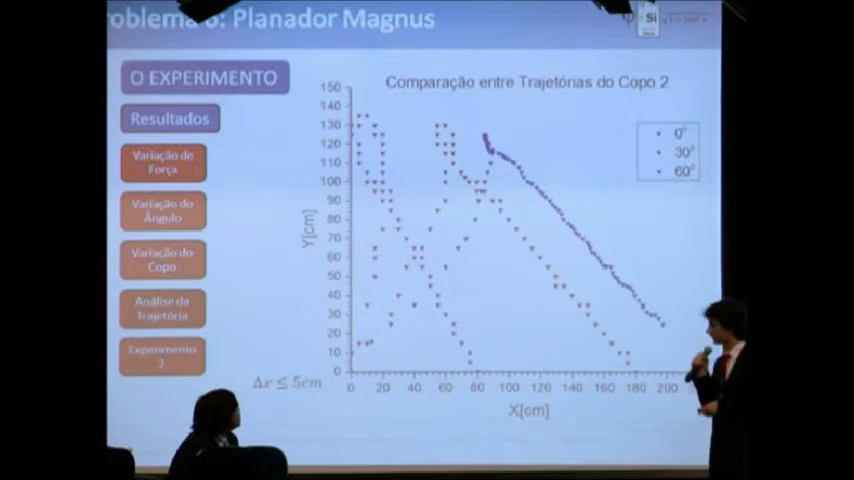 oblema 6: Planador Magnus
Si
O EXPERIMENTO
Resultados
Variação de
Força
Variação do
Ângulo
Variação do
Copo
Análise da
Trajetória
Experimento
2
Comparação entre Trajetórias do Copo 2
0°
30°
60°
Y[cm]
150
140
130
120
110
100
90
80
70
60
50
40
30
20
10
0
0 20 40 60 80 100 120 140 160 180 200
X[cm]
Δx ≤ 5cm